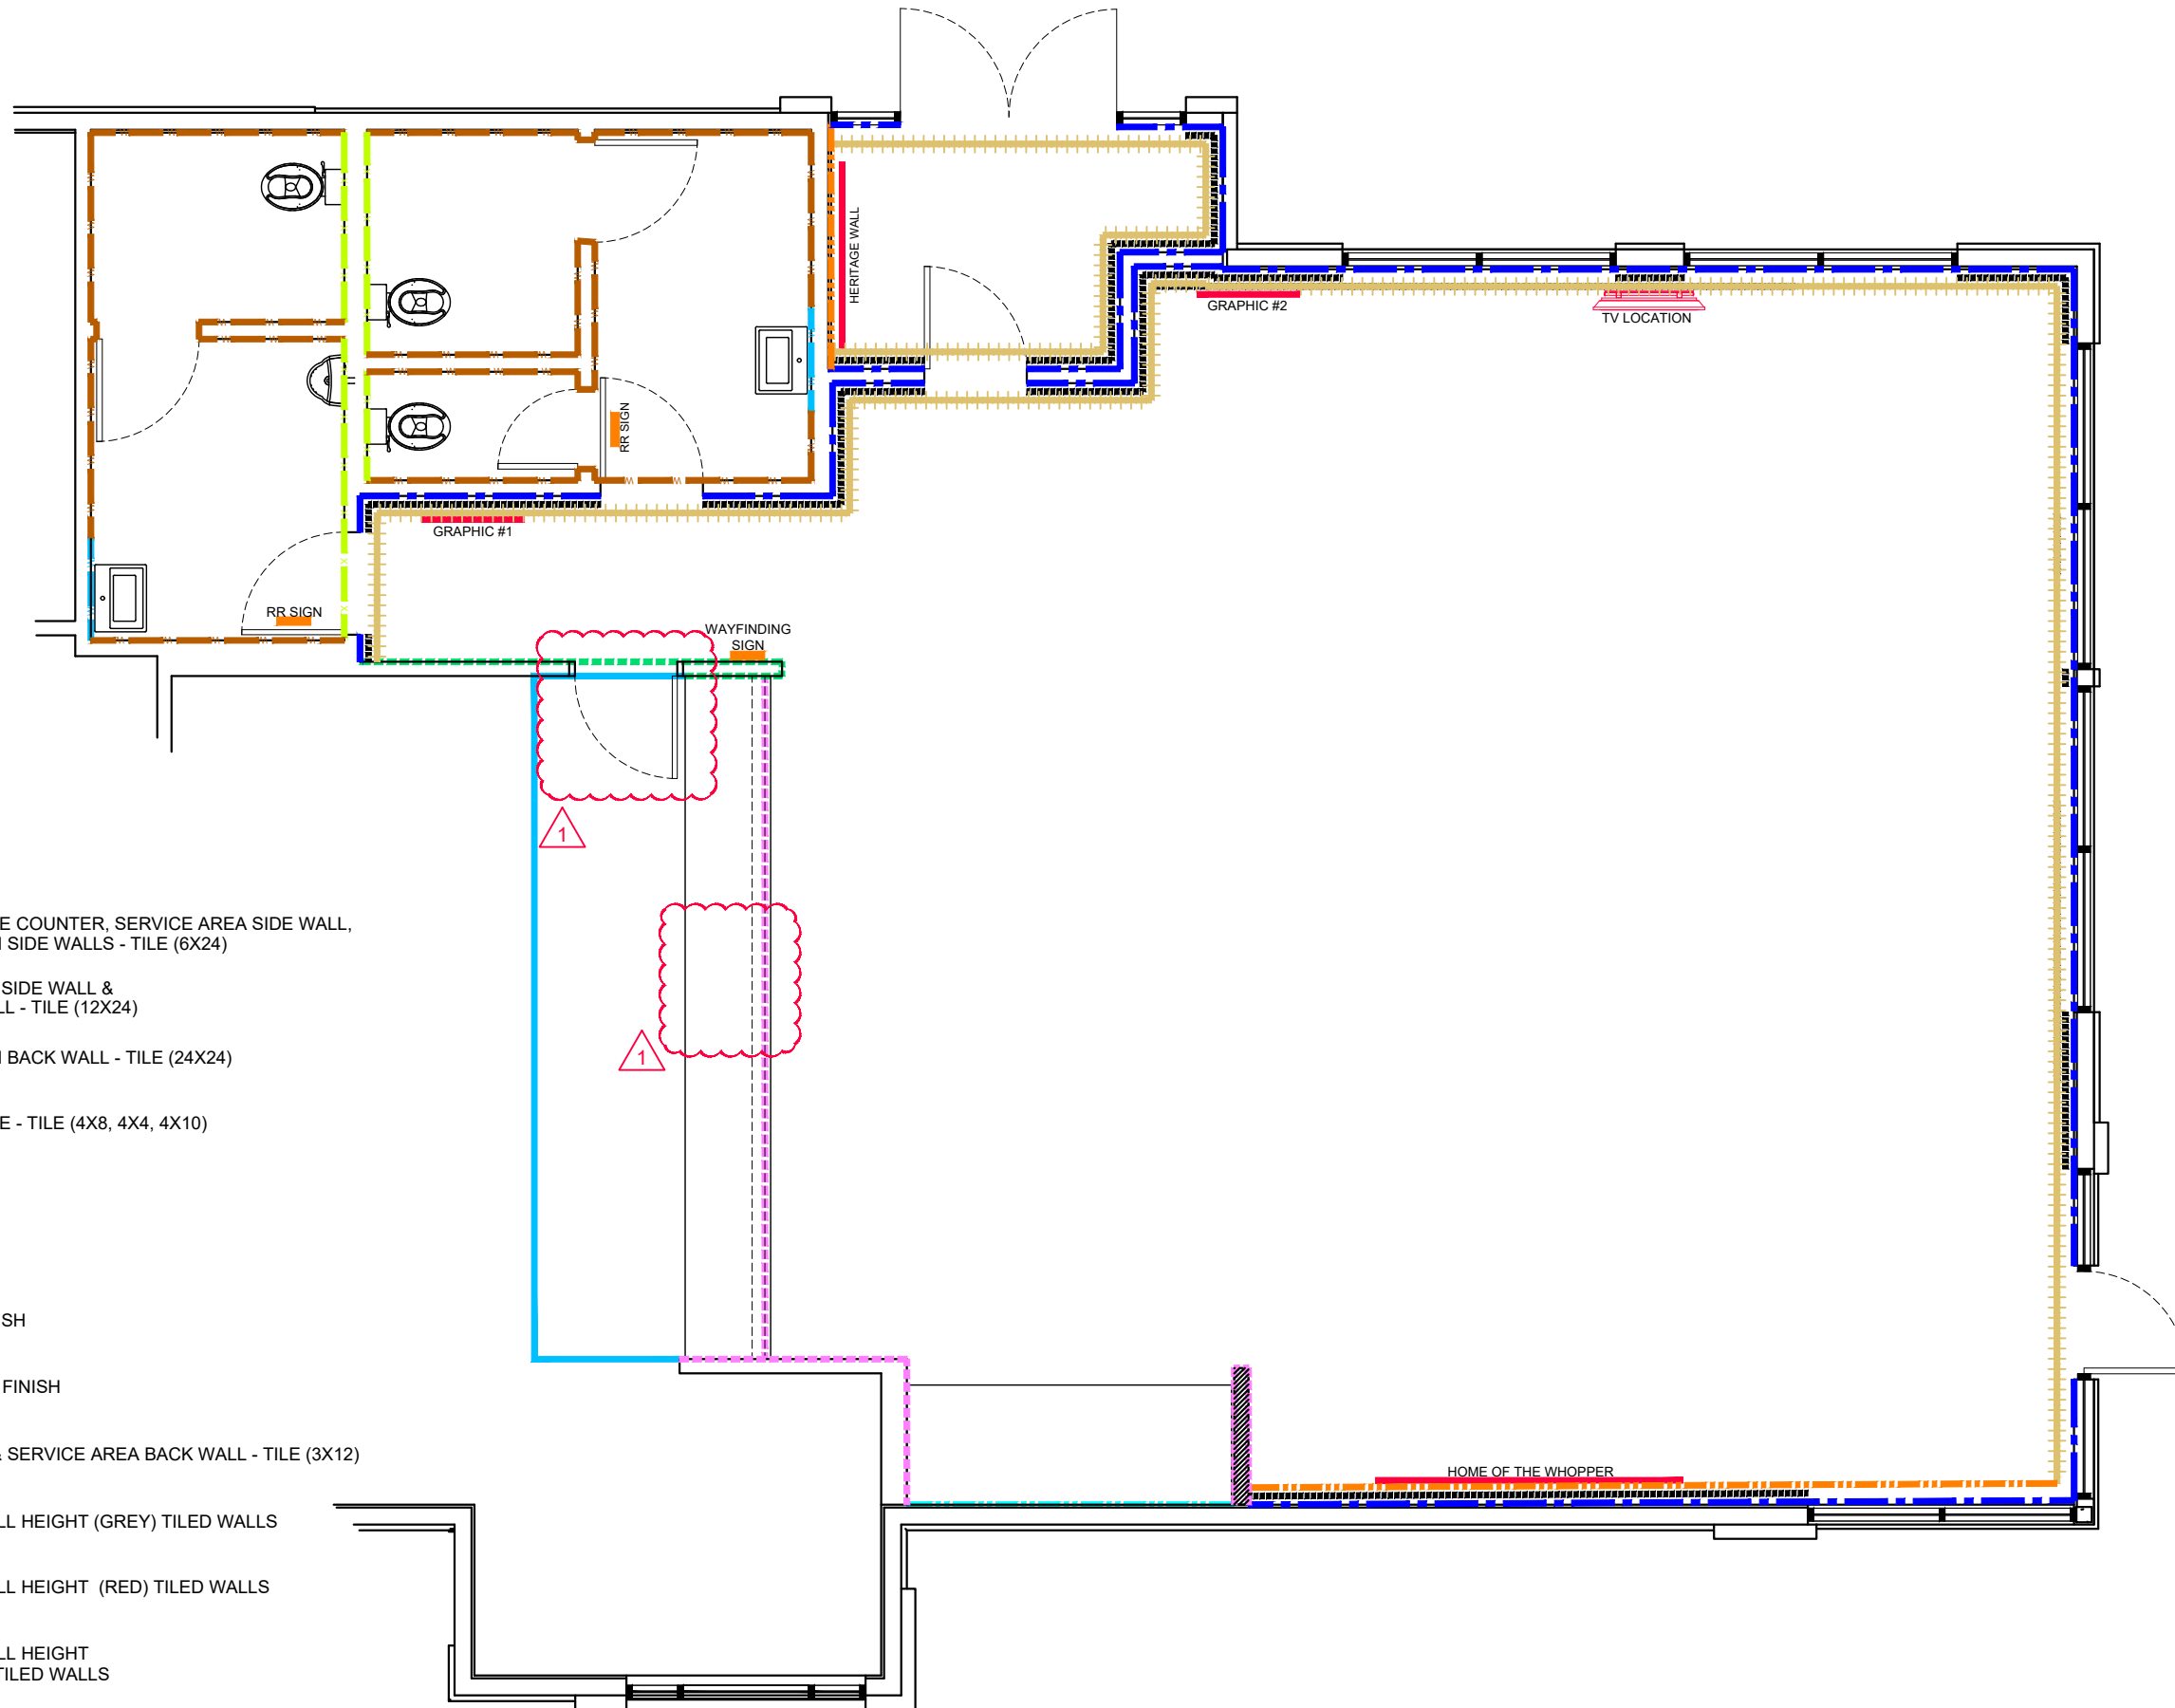 HERITAGE WALL
GRAPHIC #2
TV LOCATION
RR SIGN
GRAPHIC #1
RR SIGN
WAYFINDING
SIGN
1
1
E COUNTER, SERVICE AREA SIDE WALL,
SIDE WALLS - TILE (6X24)
SIDE WALL &
LL - TILE (12X24)
BACK WALL - TILE (24X24)
E - TILE (4X8, 4X4, 4X10)
SH
FINISH
& SERVICE AREA BACK WALL - TILE (3X12)
LL HEIGHT (GREY) TILED WALLS
LL HEIGHT (RED) TILED WALLS
LL HEIGHT
TILED WALLS
HOME OF THE WHOPPER